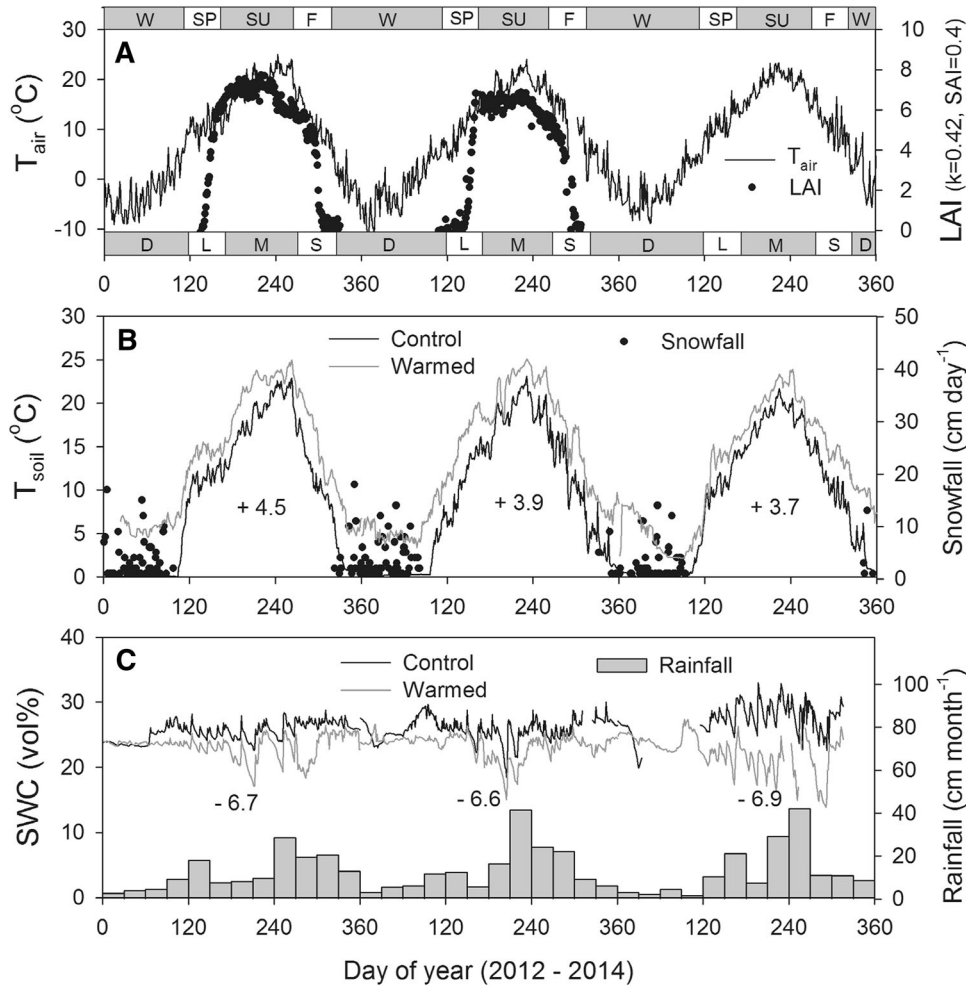 W SP SU F W SP SU F W SP SU F W
A
30 20 10 0 -10
T air (°C)
10 8 6 4 2 0
LAI (k=0.42, SAI=0.4)
T air
LAI
D L M S D L M S D L M S D
0 120 240 360 120 240 360 120 240 360
B
30 25 20 15 10 5 0
T soil (°C)
50 40 30 20 10 0
Snowfall (cm day-1)
Control
Warmed
Snowfall
+ 4.5
+ 3.9
+ 3.7
0 120 240 360 120 240 360 120 240 360
C
40 30 20 10 0
SWC (vol%)
100 80 60 40 20 0
Rainfall (cm month-1)
Control
Warmed
Rainfall
- 6.7
- 6.6
- 6.9
0 120 240 360 120 240 360 120 240 360
Day of year (2012 - 2014)